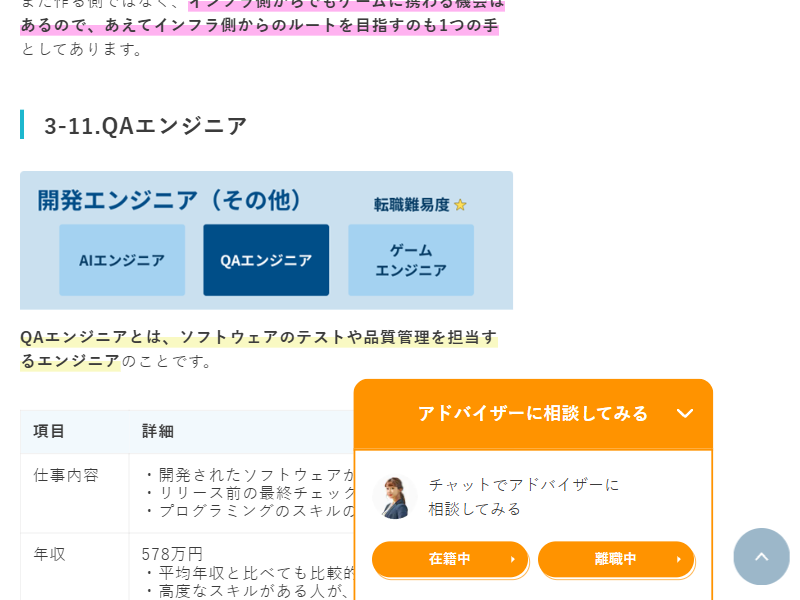 また作る側ではなく、インフラ側からでもゲームに携わる機会は
あるので、あえてインフラ側からのルートを目指すのも1つの手
としてあります。
3-11.QAエンジニア
開発エンジニア（その他）
転職難易度
AIエンジニア
QAエンジニア
ゲーム
エンジニア
QAエンジニアとは、ソフトウェアのテストや品質管理を担当す
るエンジニアのことです。
項目 詳細
仕事内容
・開発されたソフトウェアが
・リリース前の最終チェック
・プログラミングのスキルの
年収
578万円
・平均年収と比べても比較的
・高度なスキルがある人が、
アドバイザーに相談してみる
チャットでアドバイザーに
相談してみる
在籍中
離職中